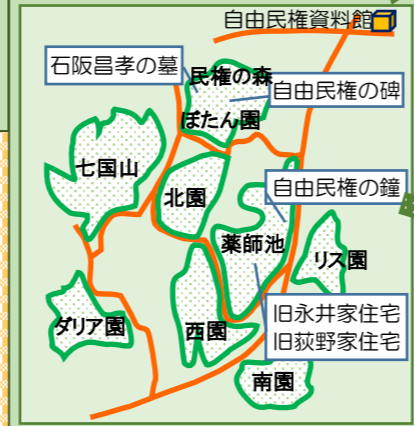 自由民権資料館
石阪昌孝の墓
民権の森
自由民権の碑
ぼたん園
七国山
北園
自由民権の鐘
薬師池
リス園
旧永井家住宅
旧荻野家住宅
ダリア園
西園
南園